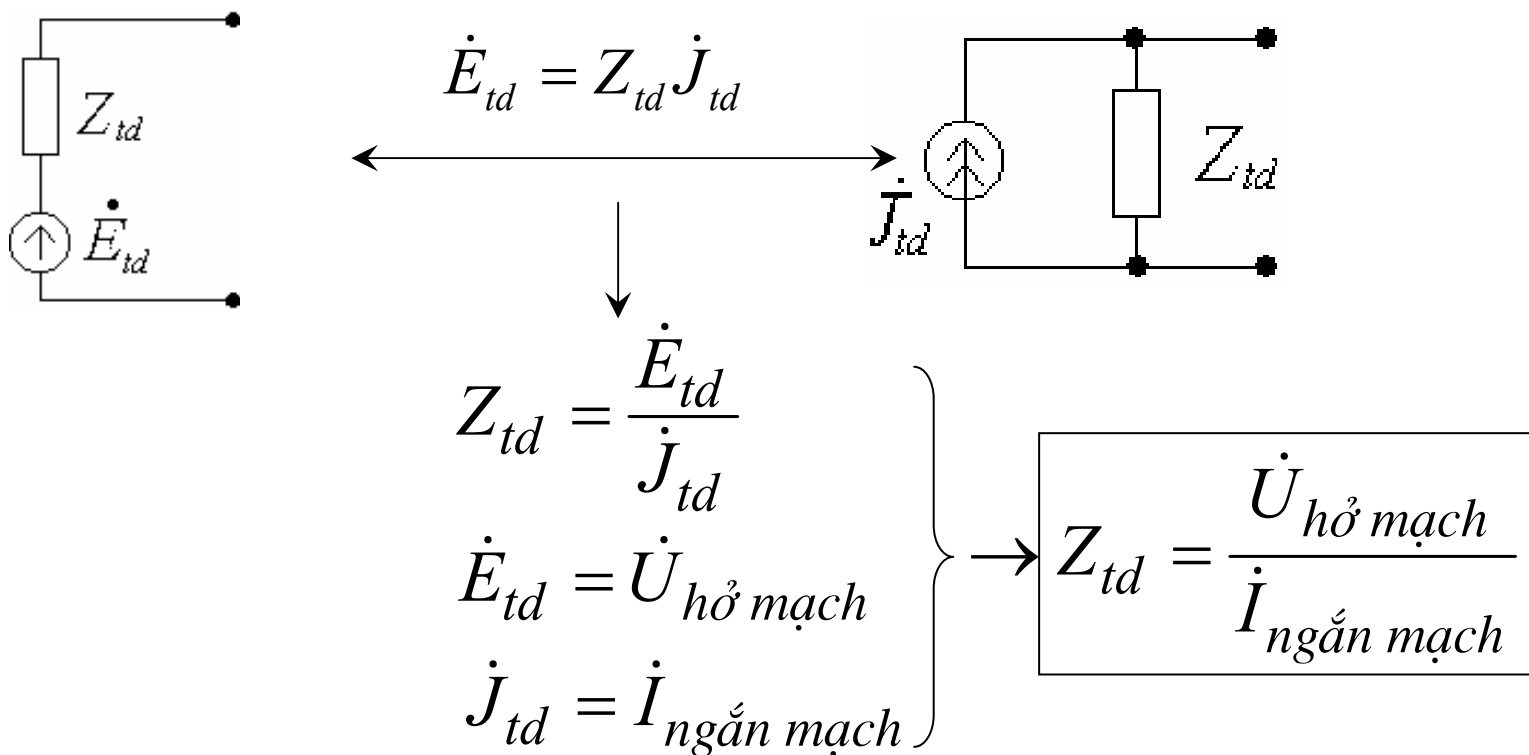 Z_td
Ė_td
Ė_td = Z_td J̇_td
J̇_td
Z_td
Z_td = Ė_td / J̇_td
Ė_td = U̇_hở mạch
J̇_td = İ_ngắn mạch
Z_td = U̇_hở mạch / İ_ngắn mạch